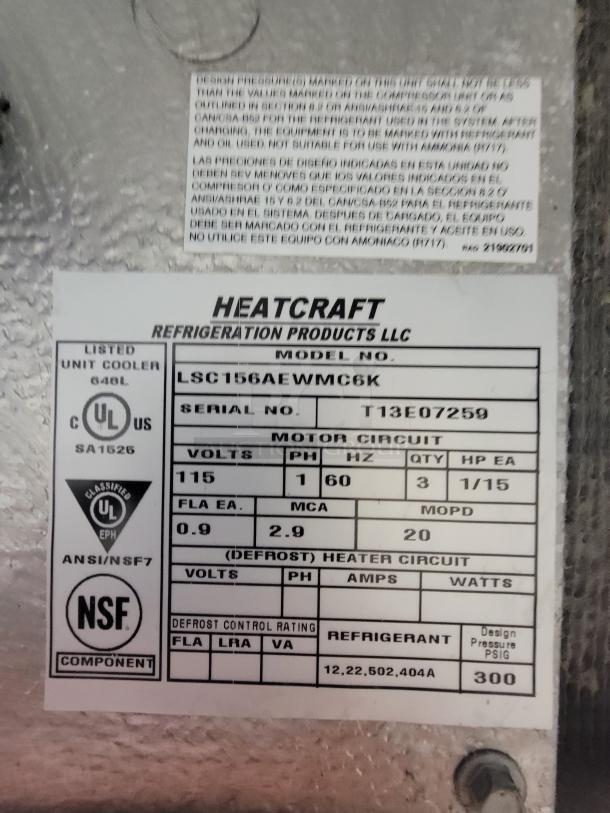 DESIGN PRESSURE(S) MARKED ON THIS UNIT SHALL NOT BE LESS
THAN THE VALUES MARKED ON THE COMPRESSOR UNIT OR AS
OUTLINED IN SECTION 8.2 OR ANSI/ASHRAE-15 AND 6.2 OF
CAN/CSA-B52 FOR THE REFRIGERANT USED IN THE SYSTEM. AFTER
CHARGING, THE EQUIPMENT IS TO BE MARKED WITH REFRIGERANT
AND OIL USED. NOT SUITABLE FOR USE WITH AMMONIA (R717).
LAS PRECIONES DE DISEÑO INDICADAS EN ESTA UNIDAD NO
DEBEN SEV MENOVES QUE IOS VALORES INDICADOS EN EL
COMPRESOR O' COMO ESPECIFICADO EN LA SECCION 8.2 O'
ANSI/ASHRAE 15 Y 6.2 DEL CAN/CSA-B52 PARA EL REFRIGERANTE
USADO EN EL SISTEMA. DESPUES DE CARGADO, EL EQUIPO
DEBE SER MARCADO CON EL REFRIGERANTE Y ACEITE EN USO.
NO UTILICE ESTE EQUIPO CON AMONIACO (R717). 21902701
HEATCRAFT
REFRIGERATION PRODUCTS LLC
LISTED
UNIT COOLER
648L
C UL US
SA1525
CLASSIFIED
UL
EPH
ANSI/NSF7
NSF
COMPONENT
MODEL NO.
LSC156AEWMC6K
SERIAL NO. T13E07259
MOTOR CIRCUIT
VOLTS PH HZ QTY HP EA
115 1 60 3 1/15
FLA EA. MCA MOPD
0.9 2.9 20
(DEFROST) HEATER CIRCUIT
VOLTS PH AMPS WATTS
DEFROST CONTROL RATING REFRIGERANT Design Pressure PSIG
FLA LRA VA
12,22,502,404A 300